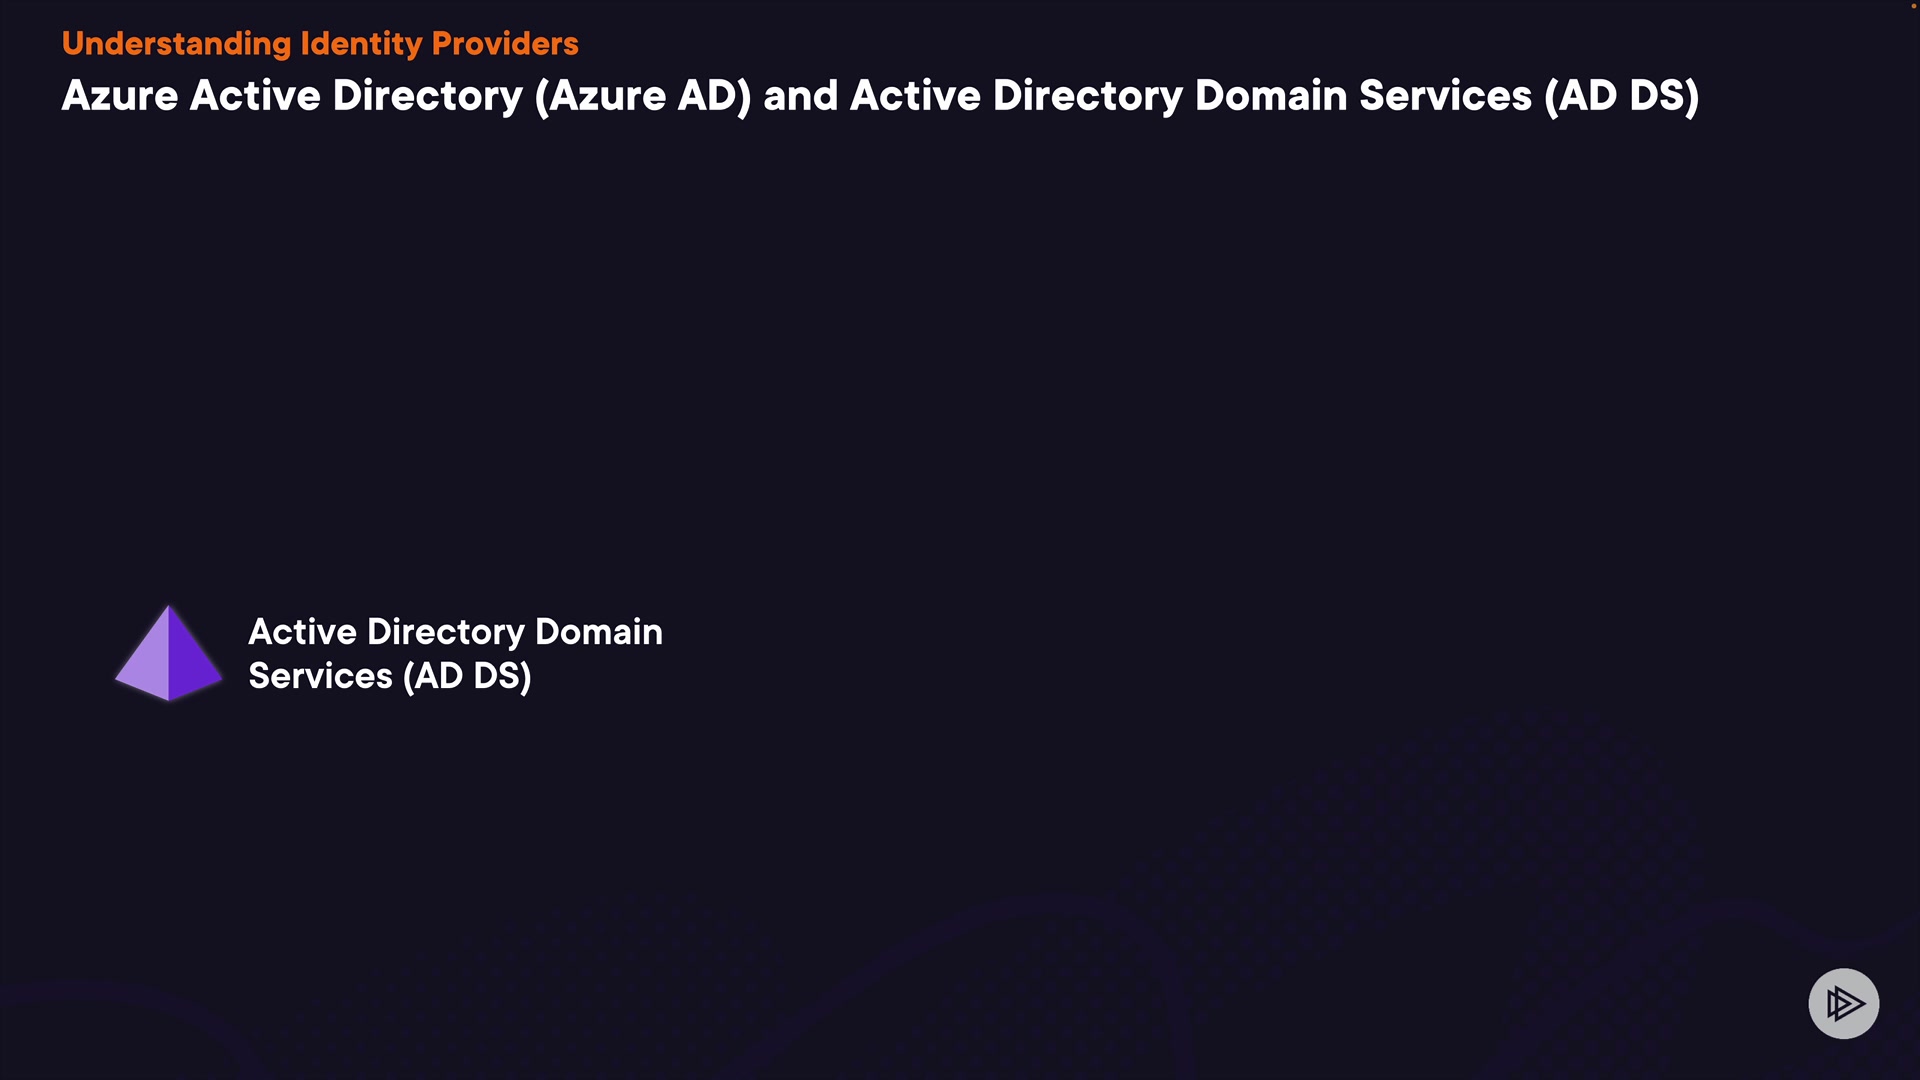 Understanding Identity Providers
Azure Active Directory (Azure AD) and Active Directory Domain Services (AD DS)
Active Directory Domain
Services (AD DS)